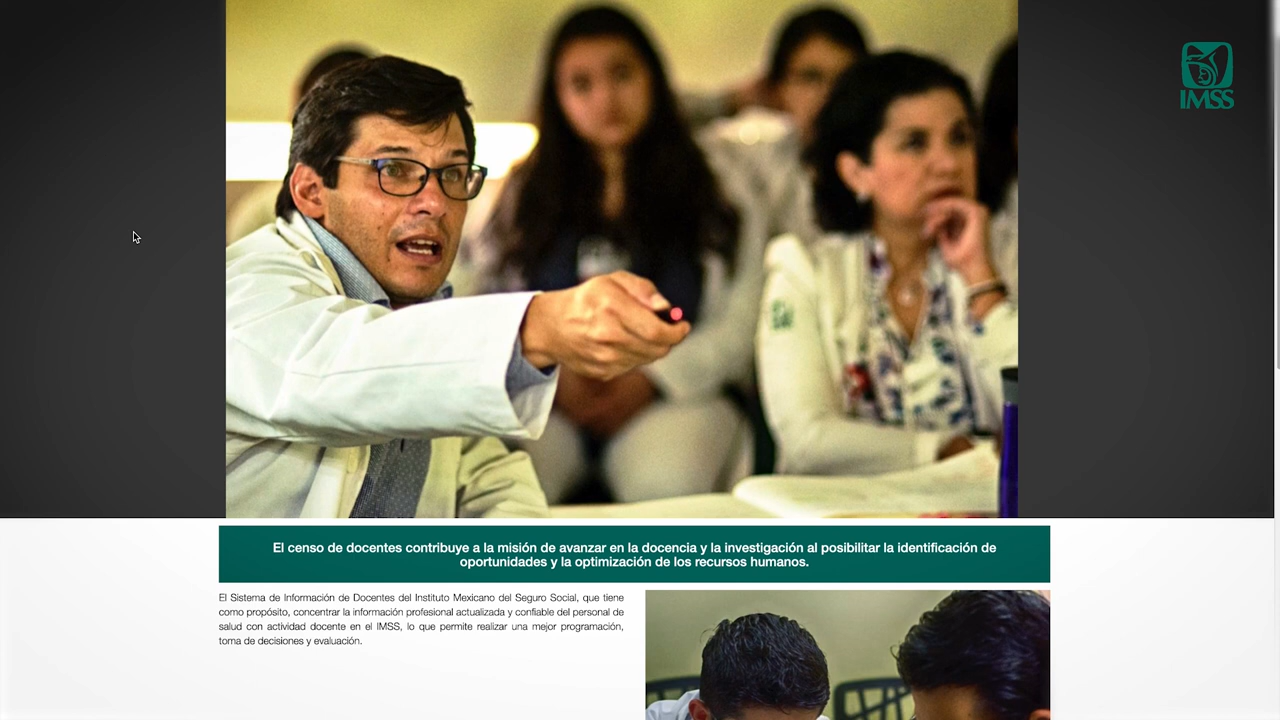 IMSS
El censo de docentes contribuye a la misión de avanzar en la docencia y la investigación al posibilitar la identificación de
oportunidades y la optimización de los recursos humanos.
El Sistema de Información de Docentes del Instituto Mexicano del Seguro Social, que tiene
como propósito, concentrar la información profesional actualizada y confiable del personal de
salud con actividad docente en el IMSS, lo que permite realizar una mejor programación,
toma de decisiones y evaluación.